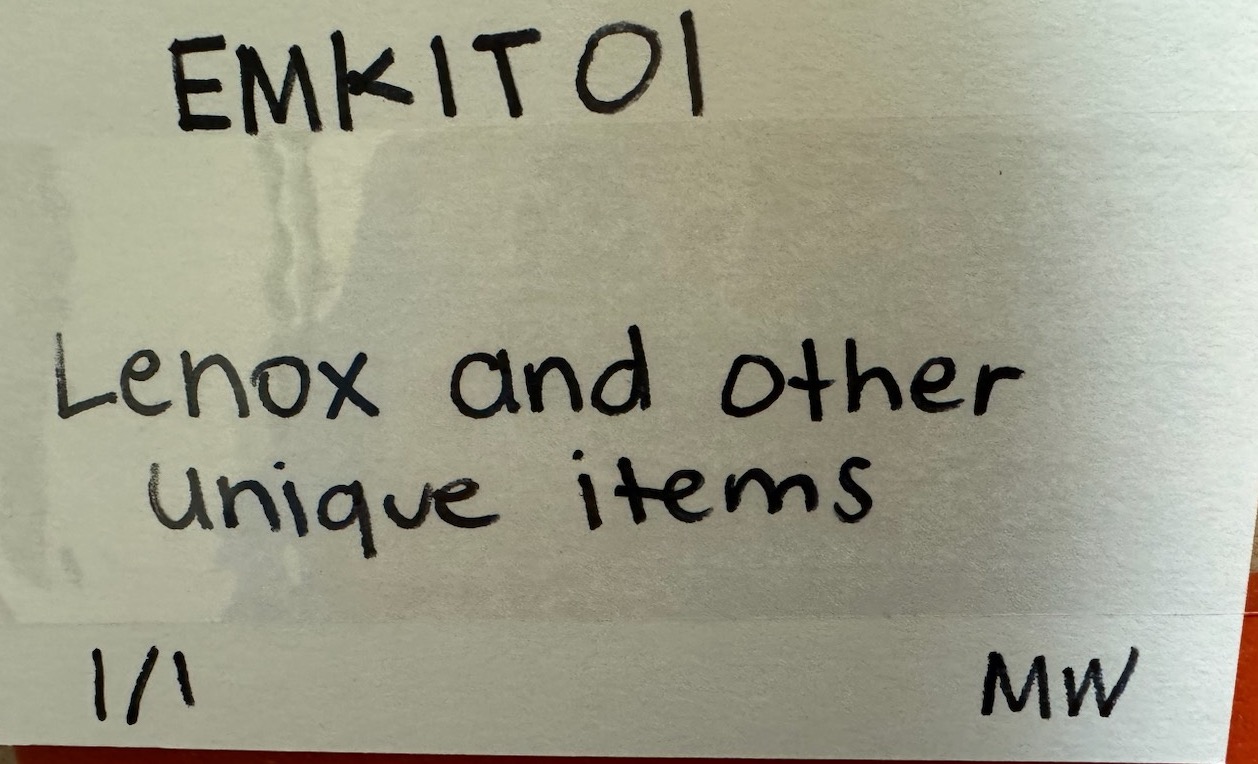 EMKIT01
Lenox and other
unique items
1/1 MW